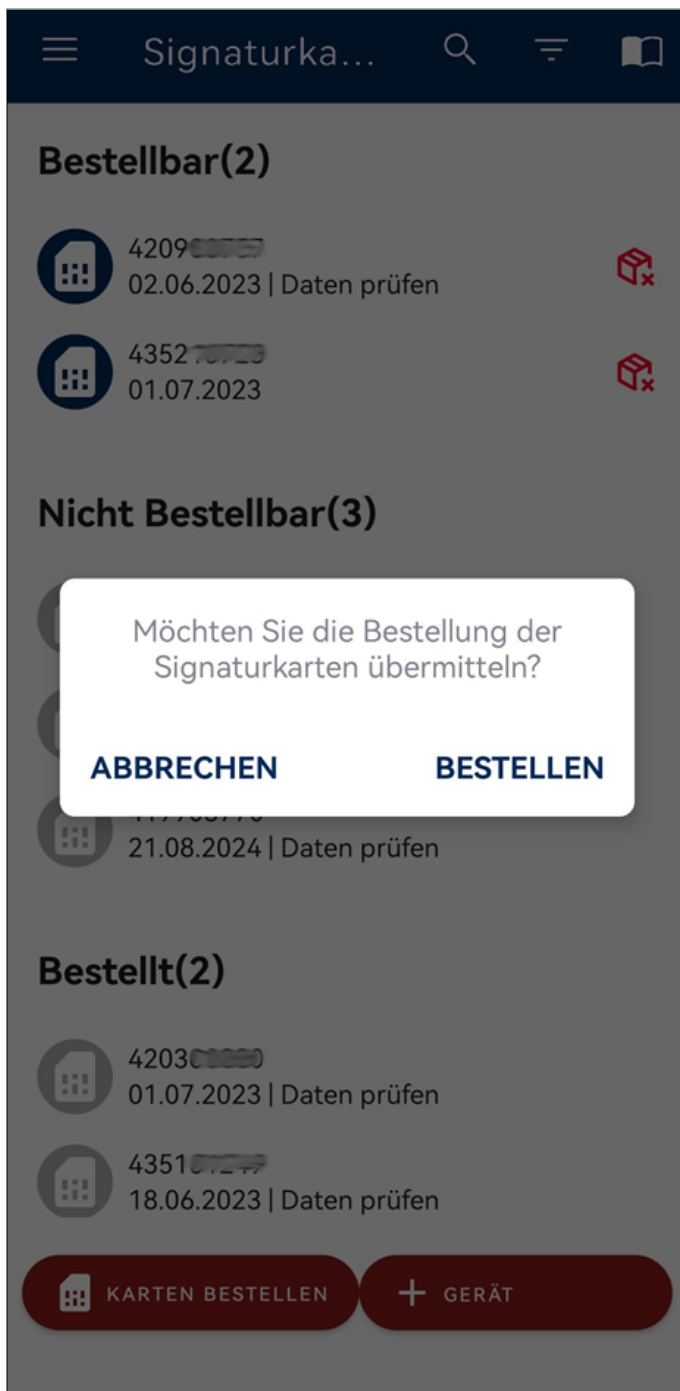 Signaturka...
Bestellbar(2)
4209
02.06.2023 | Daten prüfen
4352
01.07.2023
Nicht Bestellbar(3)
Möchten Sie die Bestellung der
Signaturkarten übermitteln?
ABBRECHEN BESTELLEN
21.08.2024 | Daten prüfen
Bestellt(2)
4203
01.07.2023 | Daten prüfen
4351
18.06.2023 | Daten prüfen
KARTEN BESTELLEN + GERÄT